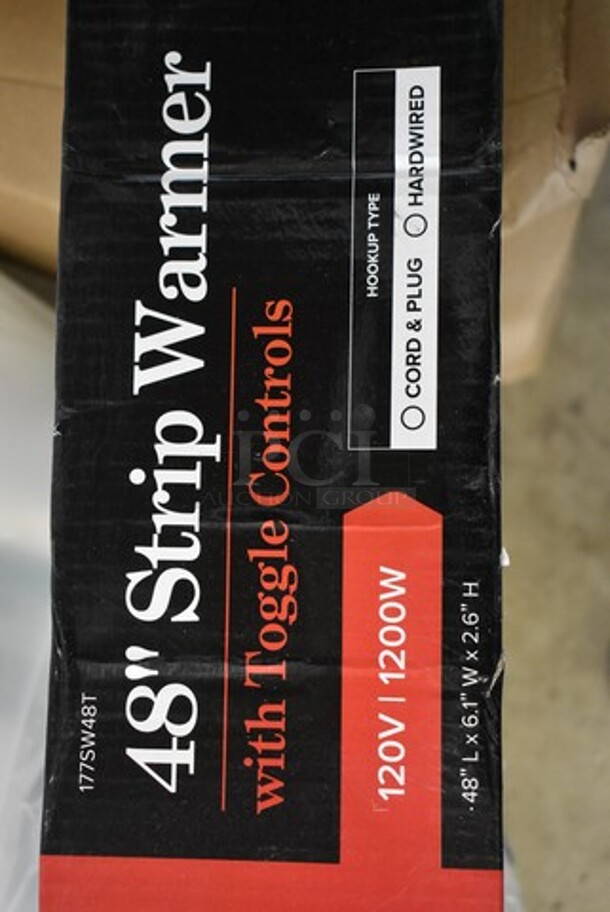 177SW48T
48" Strip Warmer
with Toggle Controls
120V | 1200W
HOOKUP TYPE
CORD & PLUG HARDWIRED
48" L x 6.1" W x 2.6" H
PCI
AUCTION GROUP